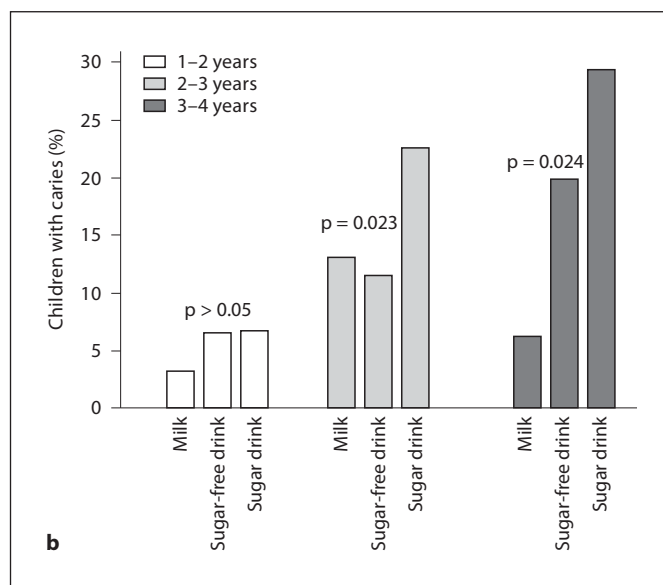 30
25
20
15
10
5
0
Children with caries (%)
1–2 years
2–3 years
3–4 years
p > 0.05
p = 0.023
p = 0.024
Milk
Sugar-free drink
Sugar drink
Milk
Sugar-free drink
Sugar drink
Milk
Sugar-free drink
Sugar drink
b